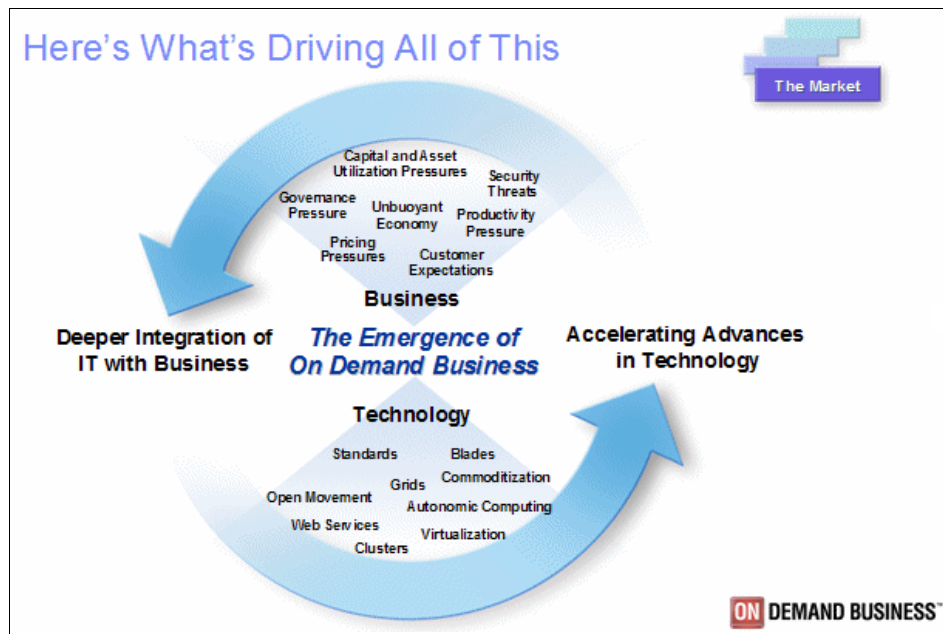 Here's What's Driving All of This
The Market
Capital and Asset
Utilization Pressures
Security
Threats
Governance
Pressure
Unbuoyant
Economy
Productivity
Pressure
Pricing
Pressures
Customer
Expectations
Business
Deeper Integration of
IT with Business
The Emergence of
On Demand Business
Accelerating Advances
in Technology
Technology
Standards
Blades
Grids
Commoditization
Open Movement
Autonomic Computing
Web Services
Virtualization
Clusters
ON DEMAND BUSINESS™